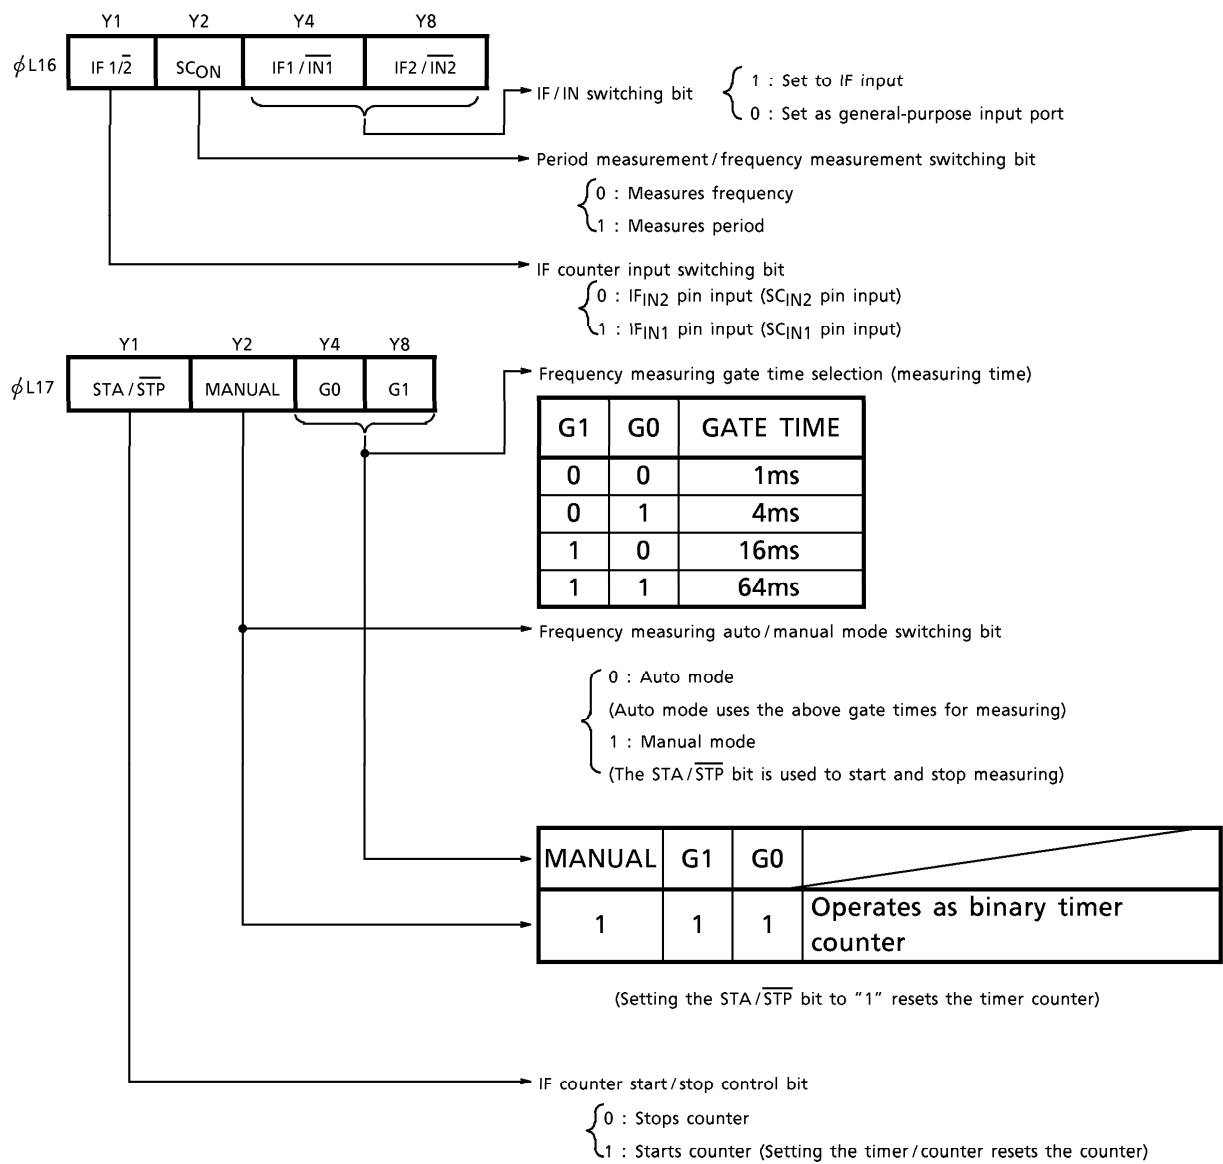 Y1 Y2 Y4 Y8
φL16 IF 1/2̅ SCON IF1/I̅N̅1̅ IF2/I̅N̅2̅
IF/IN switching bit
1 : Set to IF input
0 : Set as general-purpose input port
Period measurement/frequency measurement switching bit
0 : Measures frequency
1 : Measures period
IF counter input switching bit
0 : IFIN2 pin input (SCIN2 pin input)
1 : IFIN1 pin input (SCIN1 pin input)
Y1 Y2 Y4 Y8
φL17 STA/S̅T̅P̅ MANUAL G0 G1
Frequency measuring gate time selection (measuring time)
G1 G0 GATE TIME
0 0 1ms
0 1 4ms
1 0 16ms
1 1 64ms
Frequency measuring auto/manual mode switching bit
0 : Auto mode
(Auto mode uses the above gate times for measuring)
1 : Manual mode
(The STA/S̅T̅P̅ bit is used to start and stop measuring)
MANUAL G1 G0
1 1 1 Operates as binary timer
counter
(Setting the STA/S̅T̅P̅ bit to "1" resets the timer counter)
IF counter start/stop control bit
0 : Stops counter
1 : Starts counter (Setting the timer/counter resets the counter)